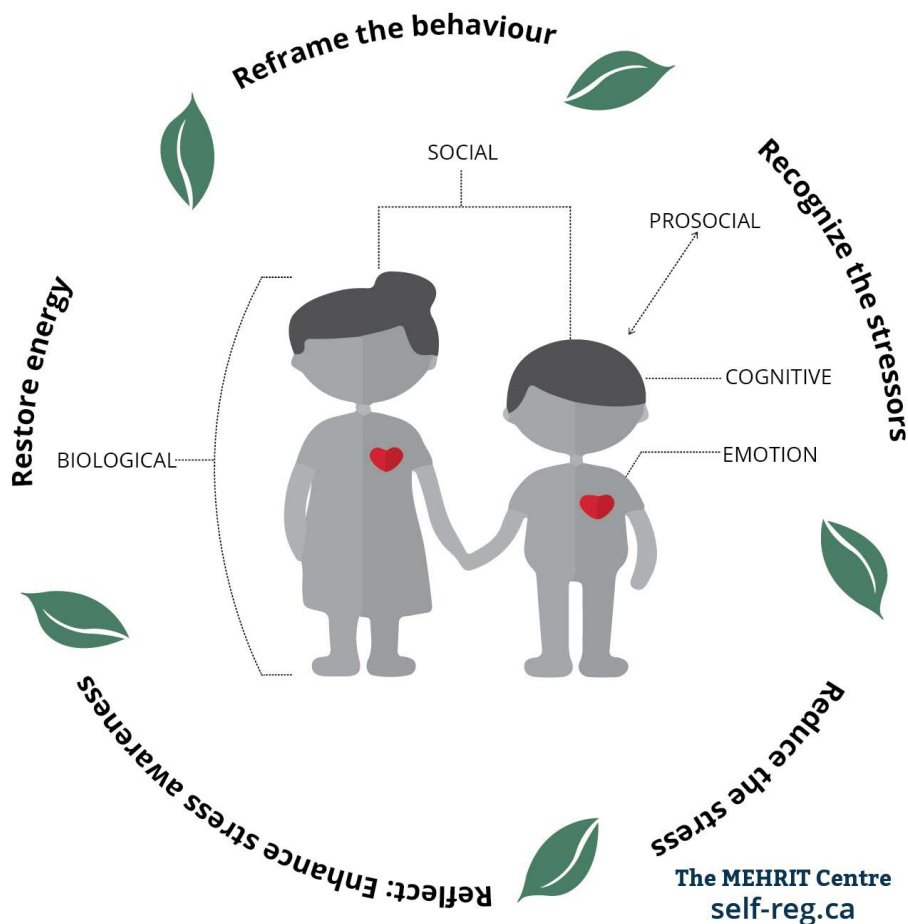 Reframe the behaviour
Recognize the stressors
Reduce the stress
Reflect: Enhance stress awareness
Restore energy
SOCIAL
PROSOCIAL
COGNITIVE
EMOTION
BIOLOGICAL
The MEHRIT Centre
self-reg.ca